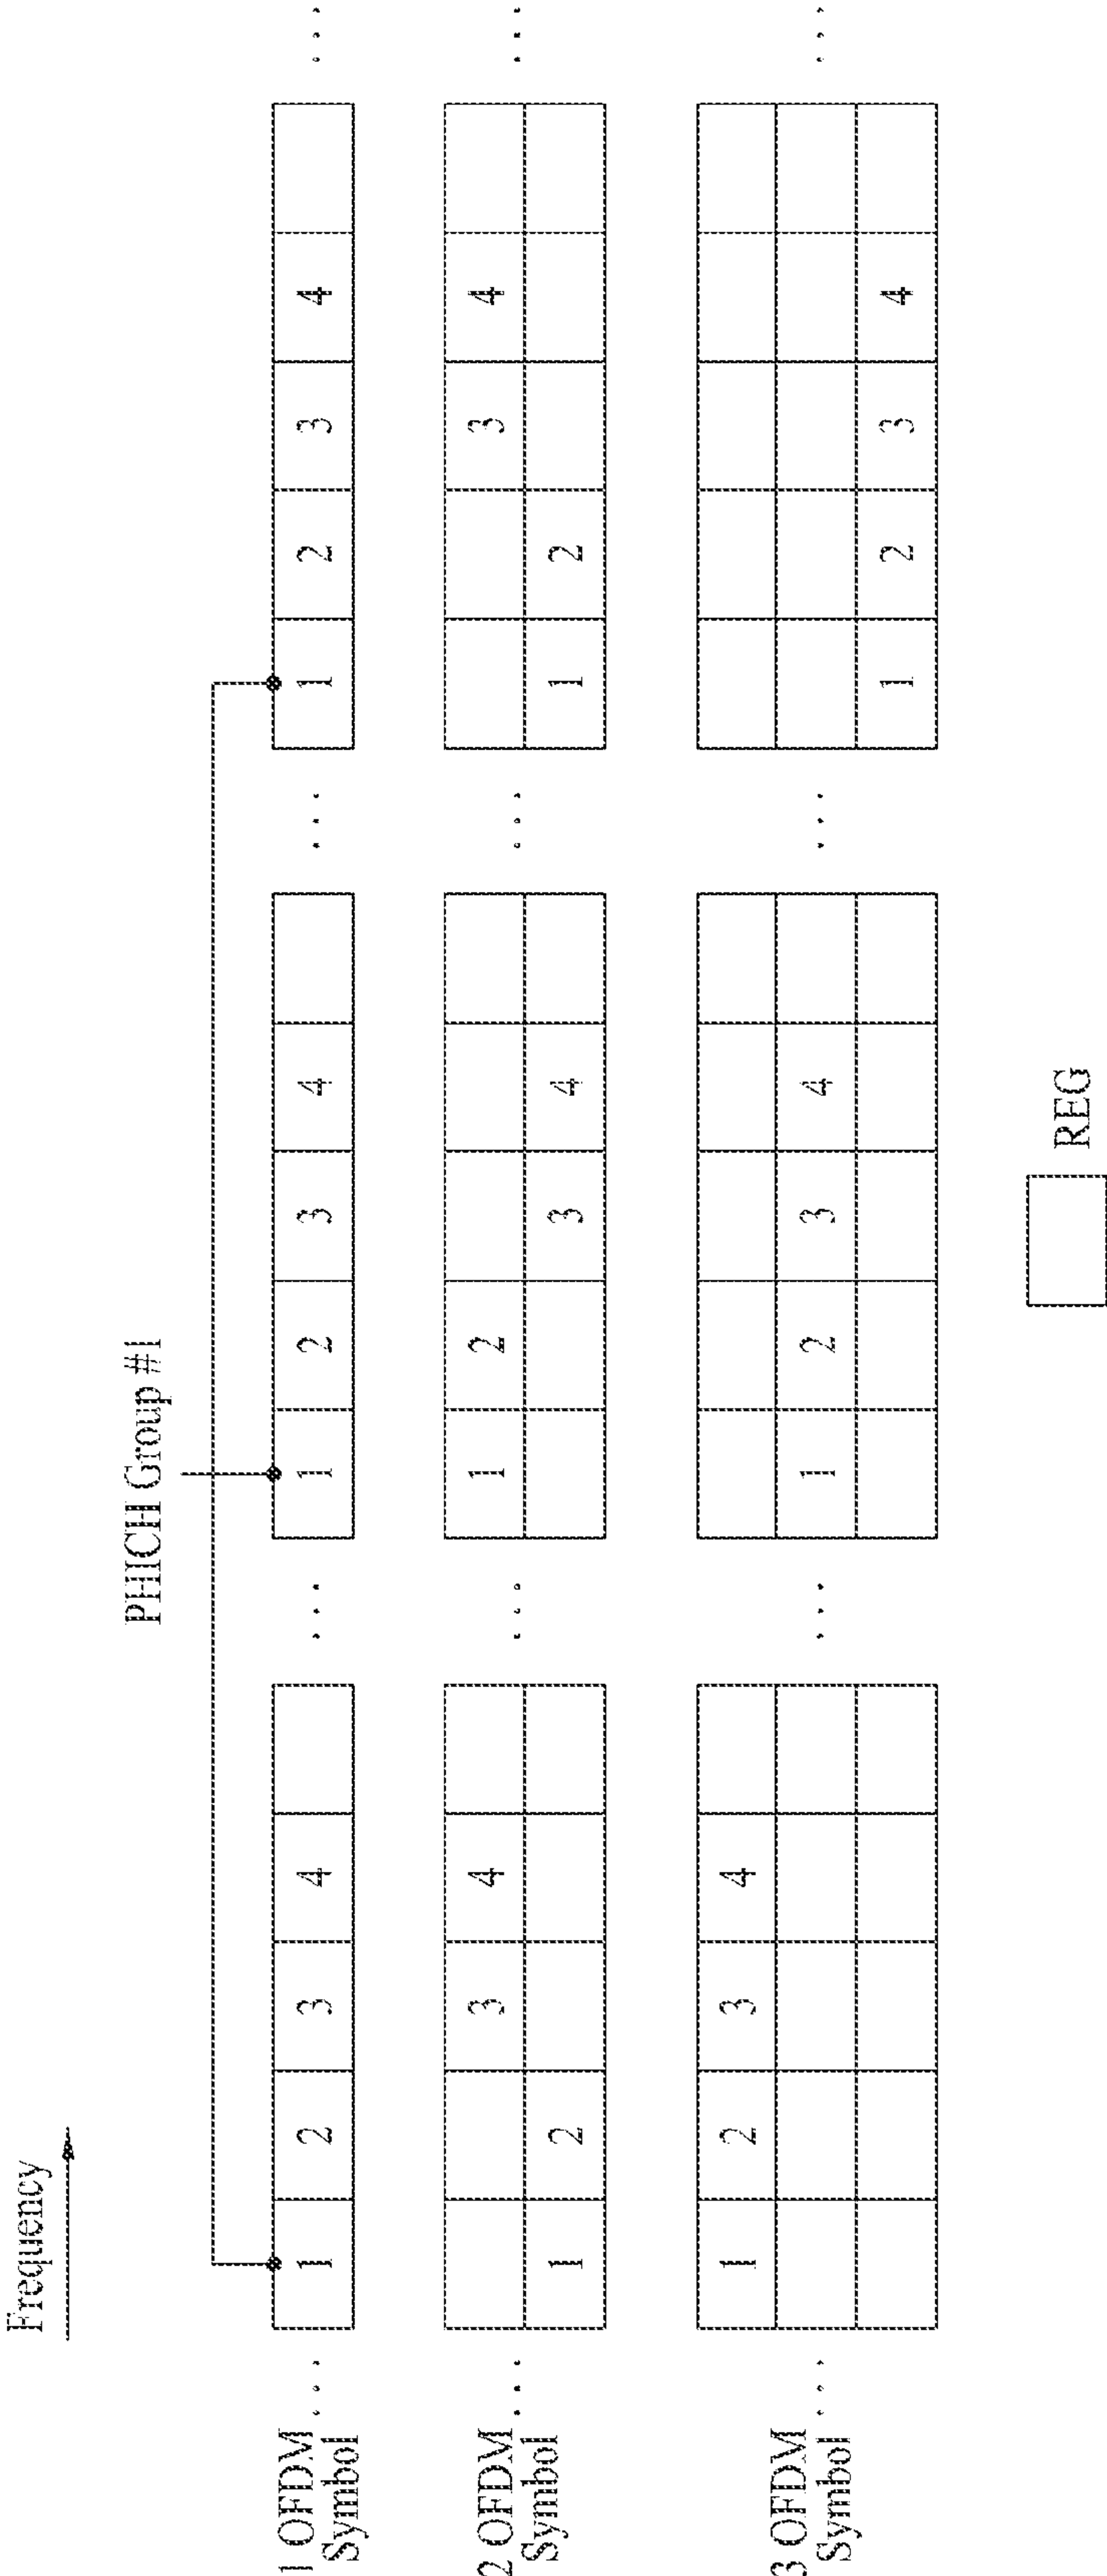 Frequency
PHICH Group #1
1 OFDM
Symbol
... 1 2 3 4 ... 1 2 3 4 ... 1 2 3 4 ...
2 OFDM
Symbol
... 3 4 ... 1 2 ... 3 4 ...
1 2 3 4 1 2
3 OFDM
Symbol
... 1 2 3 4 ... ... ...
1 2 3 4
1 2 3 4
REG